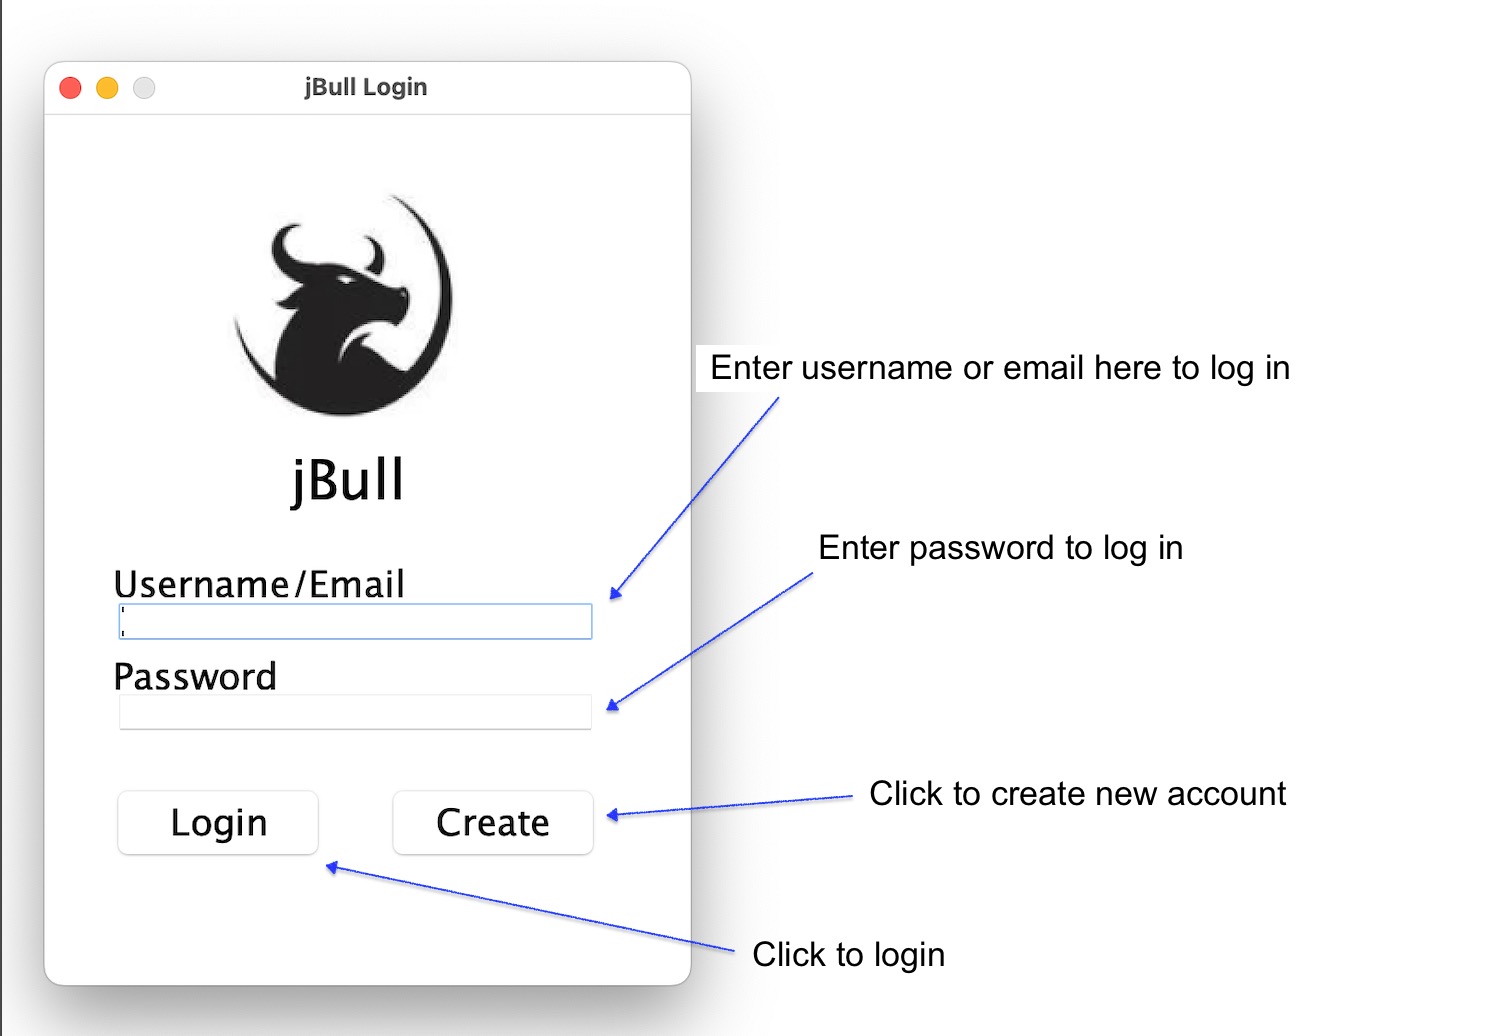 jBull Login
jBull
Enter username or email here to log in
Username/Email
Enter password to log in
Password
Click to create new account
Login
Create
Click to login